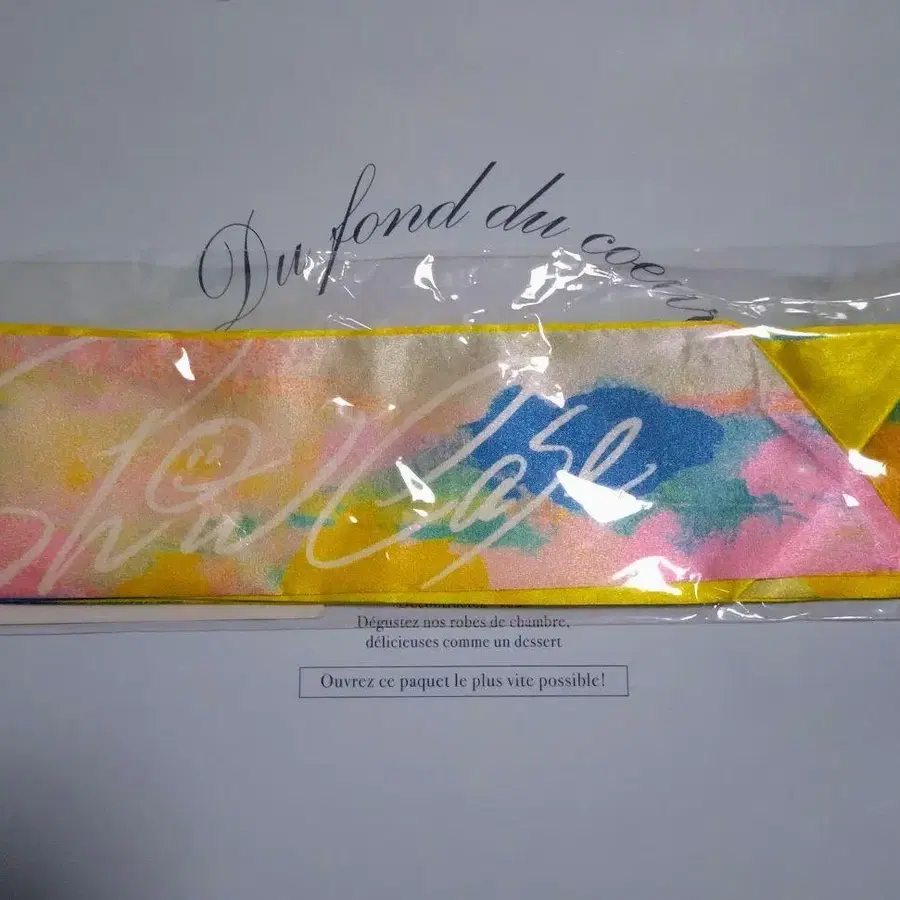 Du fond du coeur
ShowCase
Dégustez nos robes de chambre,
délicieuses comme un dessert
Ouvrez ce paquet le plus vite possible!